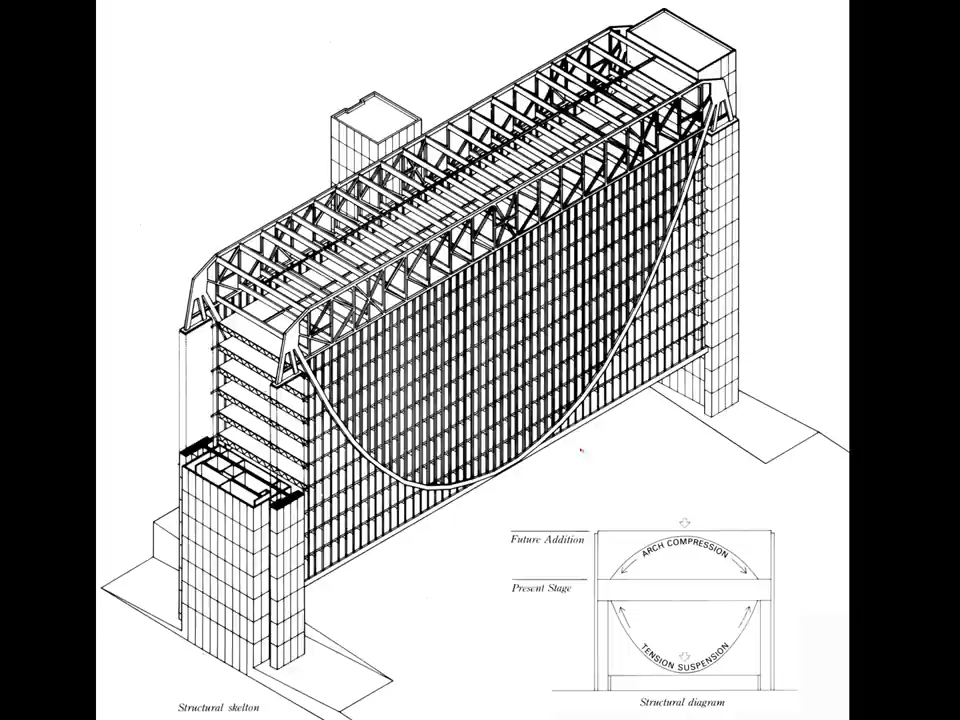 Future Addition
ARCH COMPRESSION
Present Stage
TENSION SUSPENSION
Structural skelton
Structural diagram